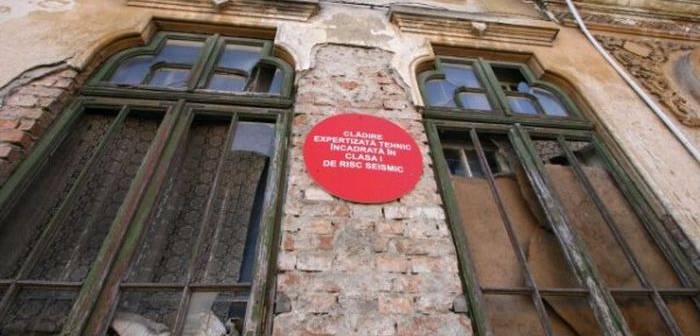 CLĂDIRE
EXPERTIZATĂ TEHNIC
ÎNCADRATĂ ÎN
CLASA I
DE RISC SEISMIC